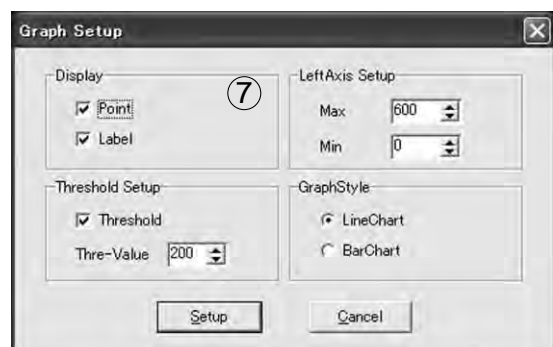 Graph Setup
Display
⑦
Point
Label
LeftAxis Setup
Max 600
Min 0
Threshold Setup
Threshold
Thre-Value 200
GraphStyle
LineChart
BarChart
Setup
Cancel